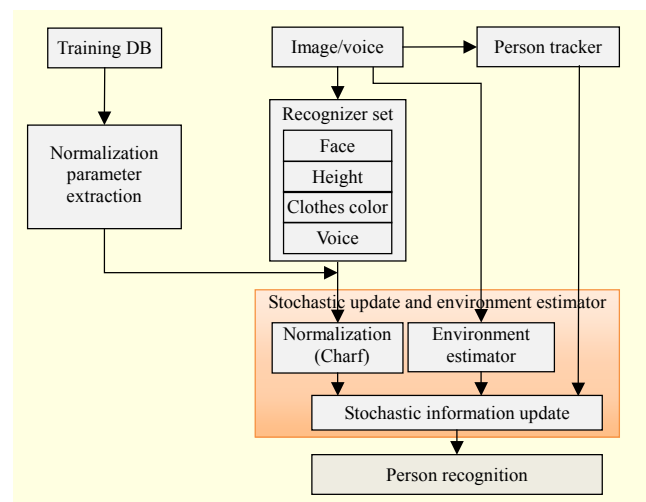 Training DB
Image/voice
Person tracker
Normalization
parameter
extraction
Recognizer set
Face
Height
Clothes color
Voice
Stochastic update and environment estimator
Normalization
(Charf)
Environment
estimator
Stochastic information update
Person recognition